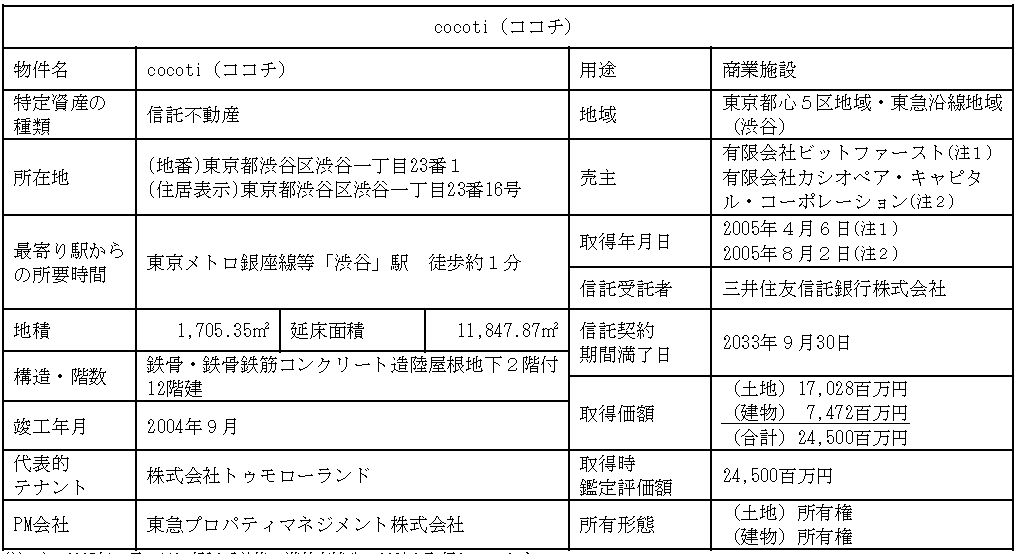 cocoti（ココチ）
物件名
cocoti（ココチ）
用途
商業施設
特定資産の
種類
信託不動産
地域
東京都心５区地域・東急沿線地域
（渋谷）
所在地
(地番)東京都渋谷区渋谷一丁目23番１
(住居表示)東京都渋谷区渋谷一丁目23番16号
売主
有限会社ビットファースト(注１)
有限会社カシオペア・キャピタ
ル・コーポレーション(注２)
最寄り駅から
の所要時間
東京メトロ銀座線等「渋谷」駅　徒歩約１分
取得年月日
2005年４月６日(注１)
2005年８月２日(注２)
信託受託者
三井住友信託銀行株式会社
地積
1,705.35㎡
延床面積
11,847.87㎡
信託契約
期間満了日
2033年９月30日
構造・階数
鉄骨・鉄骨鉄筋コンクリート造陸屋根地下２階付
12階建
取得価額
（土地）17,028百万円
（建物） 7,472百万円
（合計）24,500百万円
竣工年月
2004年９月
代表的
テナント
株式会社トゥモローランド
取得時
鑑定評価額
24,500百万円
PM会社
東急プロパティマネジメント株式会社
所有形態
（土地）所有権
（建物）所有権